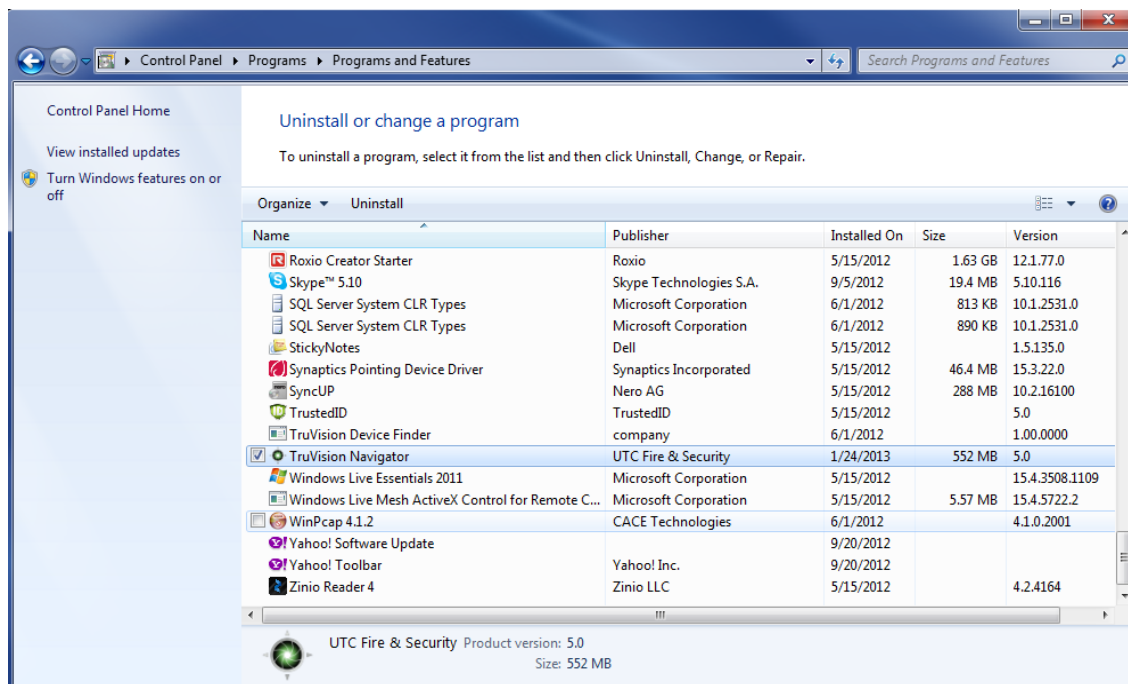 Control Panel ▸ Programs ▸ Programs and Features
Search Programs and Features
Control Panel Home
View installed updates
Turn Windows features on or
off
Uninstall or change a program
To uninstall a program, select it from the list and then click Uninstall, Change, or Repair.
Organize Uninstall
Name Publisher Installed On Size Version
Roxio Creator Starter Roxio 5/15/2012 1.63 GB 12.1.77.0
Skype™ 5.10 Skype Technologies S.A. 9/5/2012 19.4 MB 5.10.116
SQL Server System CLR Types Microsoft Corporation 6/1/2012 813 KB 10.1.2531.0
SQL Server System CLR Types Microsoft Corporation 6/1/2012 890 KB 10.1.2531.0
StickyNotes Dell 5/15/2012 1.5.135.0
Synaptics Pointing Device Driver Synaptics Incorporated 5/15/2012 46.4 MB 15.3.22.0
SyncUP Nero AG 5/15/2012 288 MB 10.2.16100
TrustedID TrustedID 5/15/2012 5.0
TruVision Device Finder company 6/1/2012 1.00.0000
TruVision Navigator UTC Fire & Security 1/24/2013 552 MB 5.0
Windows Live Essentials 2011 Microsoft Corporation 5/15/2012 15.4.3508.1109
Windows Live Mesh ActiveX Control for Remote C... Microsoft Corporation 5/15/2012 5.57 MB 15.4.5722.2
WinPcap 4.1.2 CACE Technologies 6/1/2012 4.1.0.2001
Yahoo! Software Update 9/20/2012
Yahoo! Toolbar Yahoo! Inc. 9/20/2012
Zinio Reader 4 Zinio LLC 5/15/2012 4.2.4164
UTC Fire & Security Product version: 5.0
Size: 552 MB